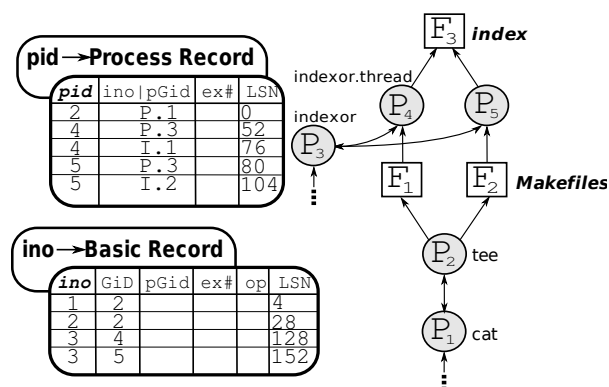 pid→Process Record
pid ino|pGid ex# LSN
2 P.1 0
4 P.3 52
4 I.1 76
5 P.3 80
5 I.2 104
ino→Basic Record
ino GiD pGid ex# op LSN
1 2 4
2 2 28
3 4 128
3 5 152
F3 index
indexor.thread
P4 P5
indexor
P3
F1 F2 Makefiles
P2 tee
P1 cat